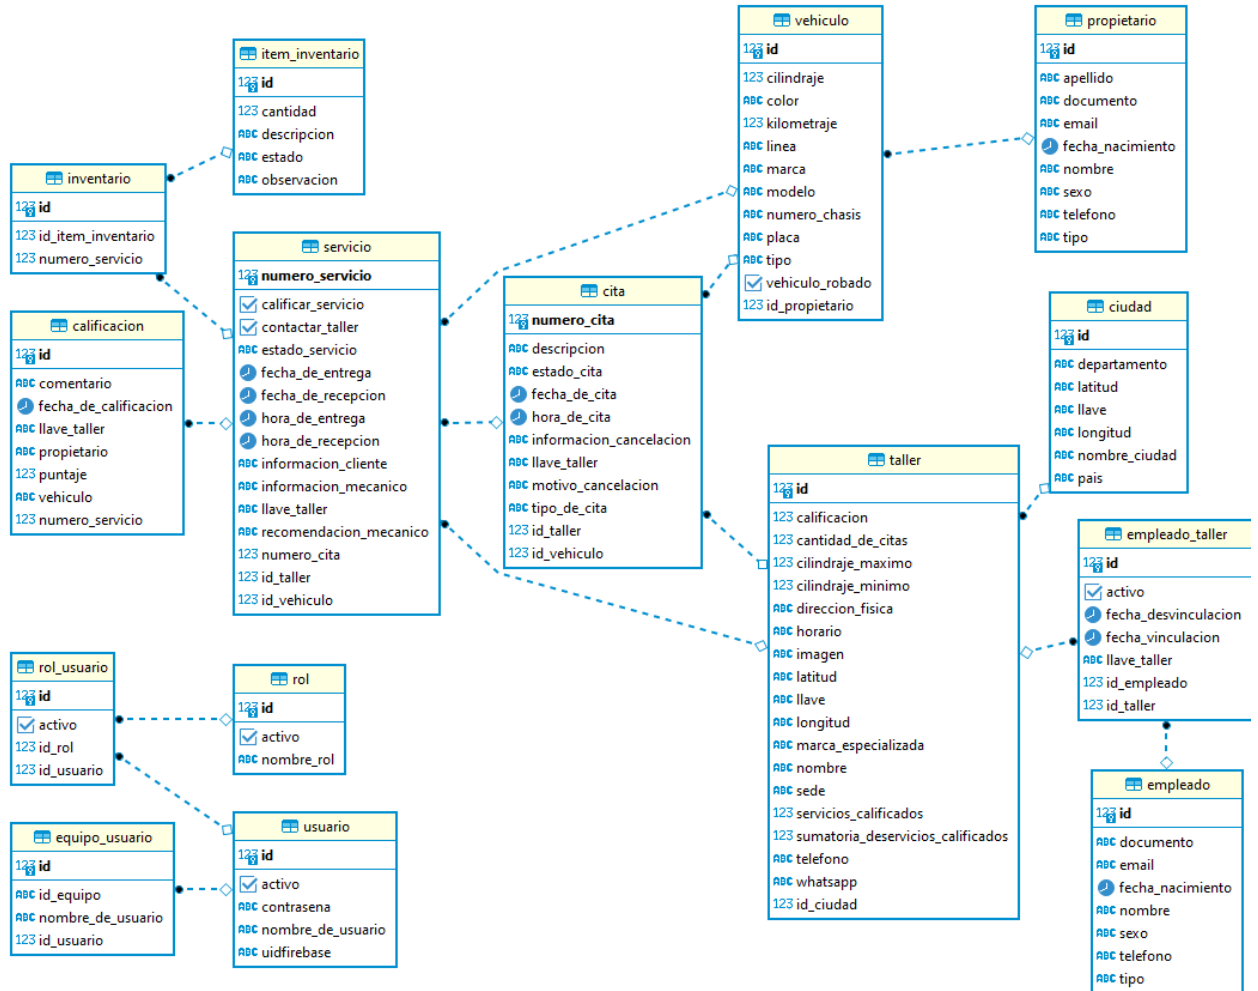 item_inventario
id
cantidad
descripcion
estado
observacion
inventario
id
id_item_inventario
numero_servicio
servicio
numero_servicio
calificar_servicio
contactar_taller
estado_servicio
fecha_de_entrega
fecha_de_recepcion
hora_de_entrega
hora_de_recepcion
informacion_cliente
informacion_mecanico
llave_taller
recomendacion_mecanico
numero_cita
id_taller
id_vehiculo
calificacion
id
comentario
fecha_de_calificacion
llave_taller
propietario
puntaje
vehiculo
numero_servicio
cita
numero_cita
descripcion
estado_cita
fecha_de_cita
hora_de_cita
informacion_cancelacion
llave_taller
motivo_cancelacion
tipo_de_cita
id_taller
id_vehiculo
vehiculo
id
cilindraje
color
kilometraje
linea
marca
modelo
numero_chasis
placa
tipo
vehiculo_robado
id_propietario
propietario
id
apellido
documento
email
fecha_nacimiento
nombre
sexo
telefono
tipo
ciudad
id
departamento
latitud
llave
longitud
nombre_ciudad
pais
taller
id
calificacion
cantidad_de_citas
cilindraje_maximo
cilindraje_minimo
direccion_fisica
horario
imagen
latitud
llave
longitud
marca_especializada
nombre
sede
servicios_calificados
sumatoria_deservicios_calificados
telefono
whatsapp
id_ciudad
empleado_taller
id
activo
fecha_desvinculacion
fecha_vinculacion
llave_taller
id_empleado
id_taller
empleado
id
documento
email
fecha_nacimiento
nombre
sexo
telefono
tipo
rol_usuario
id
activo
id_rol
id_usuario
rol
id
activo
nombre_rol
equipo_usuario
id
id_equipo
nombre_de_usuario
id_usuario
usuario
id
activo
contrasena
nombre_de_usuario
uidfirebase